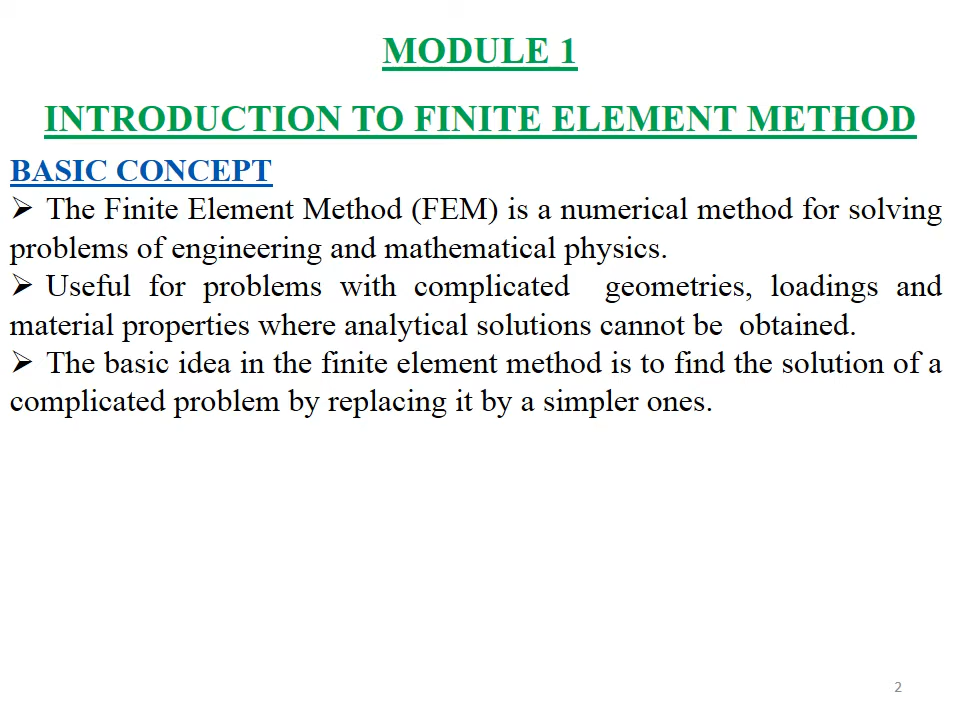 MODULE 1
INTRODUCTION TO FINITE ELEMENT METHOD
BASIC CONCEPT
➢ The Finite Element Method (FEM) is a numerical method for solving
problems of engineering and mathematical physics.
➢ Useful for problems with complicated  geometries, loadings and
material properties where analytical solutions cannot be  obtained.
➢ The basic idea in the finite element method is to find the solution of a
complicated problem by replacing it by a simpler ones.
2